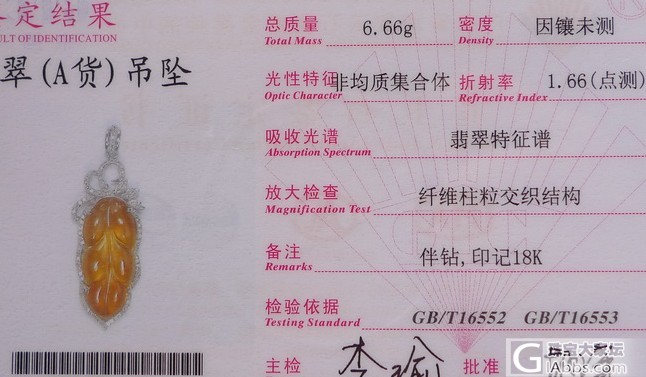 定结果
ULT OF IDENTIFICATION
翠(A货)吊坠
总质量 6.66g 密度 因镶未测
Total Mass Density
光性特征 非均质集合体 折射率 1.66(点测)
Optic Character Refractive Index
吸收光谱 翡翠特征谱
Absorption Spectrum
放大检查 纤维柱粒交织结构
Magnification Test
备注 伴钻,印记18K
Remarks
检验依据 GB/T16552 GB/T16553
Testing Standard
主检 批准
GLabbs.com